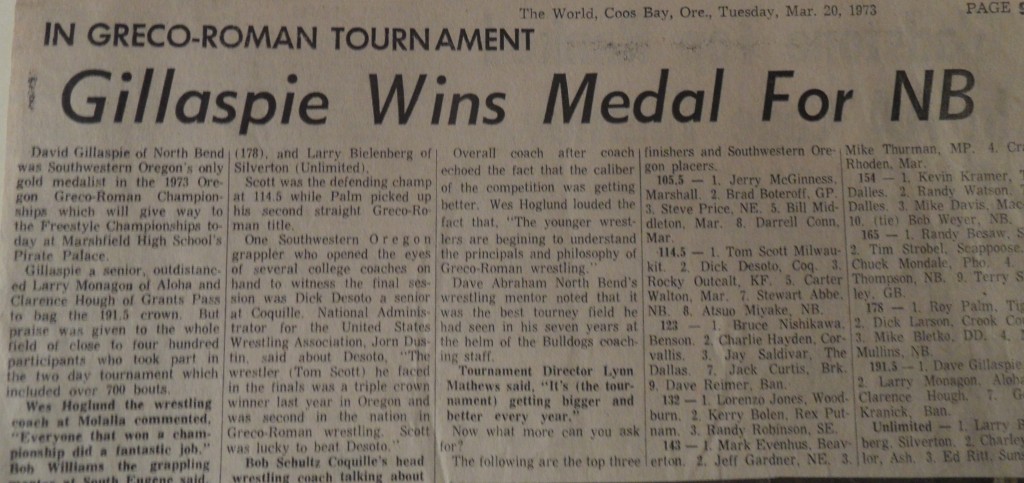 The World, Coos Bay, Ore., Tuesday, Mar. 20, 1973
PAGE
IN GRECO-ROMAN TOURNAMENT
Gillaspie Wins Medal For NB
David Gillaspie of North Bend
was Southwestern Oregon's only
gold medalist in the 1973 Ore-
gon Greco-Roman Champion-
ships which will give way to
the Freestyle Championships to-
day at Marshfield High School's
Pirate Palace.
Gillaspie a senior, outdistanc-
ed Larry Monagon of Aloha and
Clarence Hough of Grants Pass
to bag the 191.5 crown. But
praise was given to the whole
field of close to four hundred
participants who took part in
the two day tournament which
included over 700 bouts.
Wes Hoglund the wrestling
coach at Molalla commented,
"Everyone that won a cham-
pionship did a fantastic job."
Bob Williams the grappling
mentor at South Eugene said,
(178), and Larry Bielenberg of
Silverton (Unlimited).
Scott was the defending champ
at 114.5 while Palm picked up
his second straight Greco-Ro-
man title.
One Southwestern Oregon
grappler who opened the eyes
of several college coaches on
hand to witness the final ses-
sion was Dick Desoto a senior
at Coquille. National Adminis-
trator for the United States
Wrestling Association, Jorn Dus-
tin, said about Desoto, "The
wrestler (Tom Scott) he faced
in the finals was a triple crown
winner last year in Oregon and
was second in the nation in
Greco-Roman wrestling. Scott
was lucky to beat Desoto."
Bob Schultz Coquille's head
wrestling coach talking about
Overall coach after coach
echoed the fact that the caliber
of the competition was getting
better. Wes Hoglund louded the
fact that, "The younger wrest-
lers are begining to understand
the principals and philosophy of
Greco-Roman wrestling."
Dave Abraham North Bend's
wrestling mentor noted that it
was the best tourney field he
had seen in his seven years at
the helm of the Bulldogs coach-
ing staff.
Tournament Director Lyon
Mathews said, "It's (the tour-
nament) getting bigger and
better every year."
Now what more can you ask
for?
The following are the top three
finishers and Southwestern Ore-
gon placers.
105.5 — 1. Jerry McGinness,
Marshall. 2. Brad Boteroff, GP.
3. Steve Price, NE. 5. Bill Mid-
dleton, Mar. 8. Darrell Conn,
Mar.
114.5 — 1. Tom Scott Milwau-
kit. 2. Dick Desoto, Coq. 3.
Rocky Outcalt, KF. 5. Carter
Walton, Mar. 7. Stewart Abbe,
NB. 8. Atsuo Miyake, NB.
123 — 1. Bruce Nishikawa,
Benson. 2. Charlie Hayden, Cor-
vallis. 3. Jay Saldivar, The
Dallas. 7. Jack Curtis, Brk.
9. Dave Reimer, Ban.
132 — 1. Lorenzo Jones, Wood-
burn. 2. Kerry Bolen, Rex Put-
nam. 3. Randy Robinson, SE.
143 — 1. Mark Evenhus, Beav-
erton. 2. Jeff Gardner, NE. 3.
Mike Thurman, MP. 4.
Rhoden, Mar.
154 — 1. Kevin Kramer,
Dalles. 2. Randy Watson,
Dalles. 3. Mike Davis,
10. (tie) Bob Weyer, NB.
165 — 1. Randy Besaw,
2. Tim Strobel, Scappoose.
Chuck Mondale, Pho. 4.
Thompson, NB. 9. Terry
ley, GB.
178 — 1. Roy Palm,
2. Dick Larson, Crook
3. Mike Bletko, DD. 4.
Mullins, NB.
191.5 — 1. Dave Gillaspie
2. Larry Monagon, Aloha
Clarence Hough. 7.
Kranick, Ban.
Unlimited — 1. Larry
berg, Silverton. 2.
lor, Ash. 3. Ed Ritt,